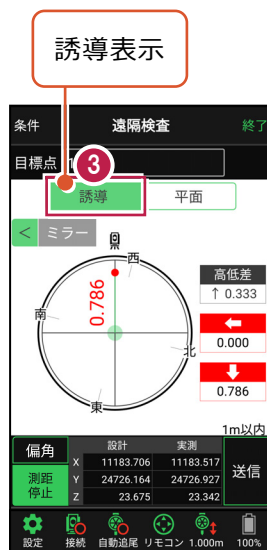 誘導表示
条件 遠隔検査 終了
目標点 1
3
誘導 平面
< ミラー
西
南
北
東
0.786
高低差
↑ 0.333
0.000
0.786
1m以内
偏角 設計 実測
X 11183.706 11183.517
測距停止 Y 24726.164 24726.927 送信
Z 23.675 23.342
設定 接続 自動追尾 リモコン 1.000m 100%